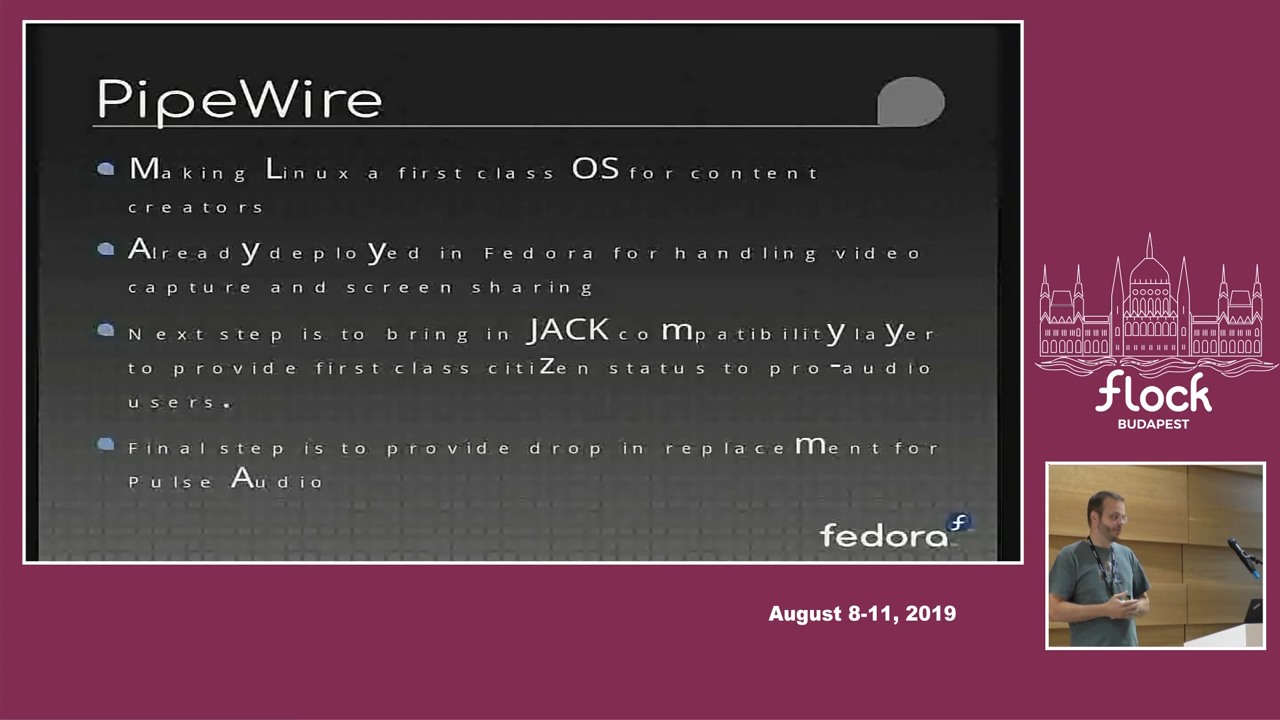 PipeWire
Making Linux a first class OS for content
creators
Already deployed in Fedora for handling video
capture and screen sharing
Next step is to bring in JACK compatibility layer
to provide first class citizen status to pro-audio
users.
Final step is to provide drop in replacement for
Pulse Audio
fedora
flock
BUDAPEST
August 8-11, 2019